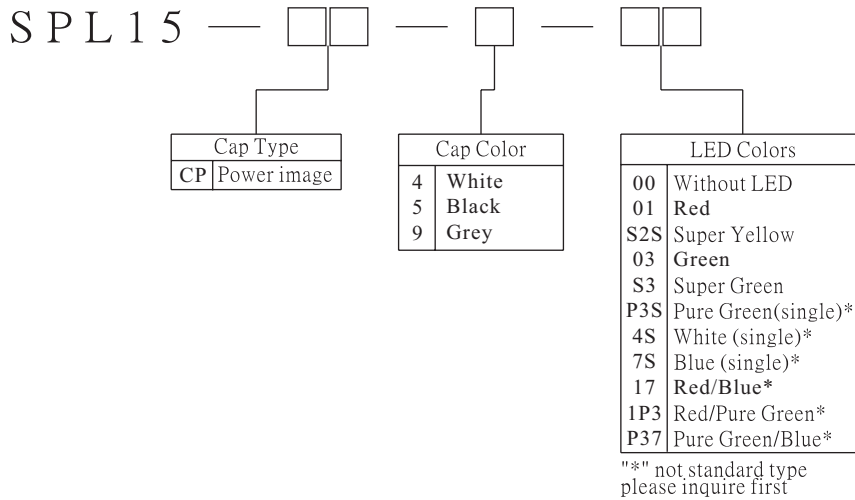 SPL15 — □□ — □ — □□
Cap Type
CP Power image
Cap Color
4 White
5 Black
9 Grey
LED Colors
00 Without LED
01 Red
S2S Super Yellow
03 Green
S3 Super Green
P3S Pure Green(single)*
4S White (single)*
7S Blue (single)*
17 Red/Blue*
1P3 Red/Pure Green*
P37 Pure Green/Blue*
"*" not standard type
please inquire first